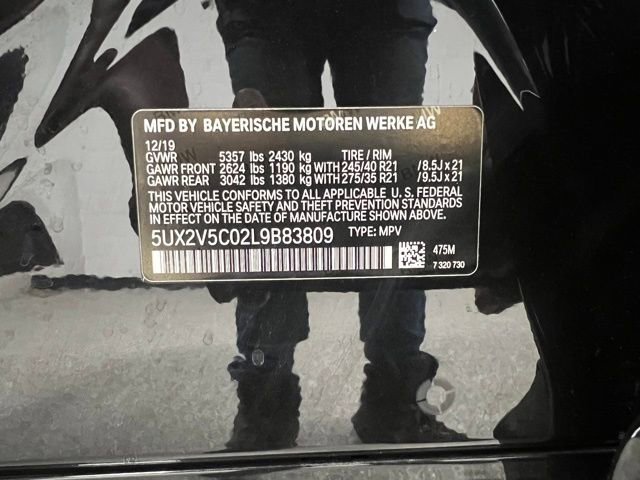 MFD BY BAYERISCHE MOTOREN WERKE AG
12/19
GVWR 5357 lbs 2430 kg TIRE / RIM
GAWR FRONT 2624 lbs 1190 kg WITH 245/40 R21 /8.5J x 21
GAWR REAR 3042 lbs 1380 kg WITH 275/35 R21 /9.5J x 21
THIS VEHICLE CONFORMS TO ALL APPLICABLE U. S. FEDERAL
MOTOR VEHICLE SAFETY AND THEFT PREVENTION STANDARDS
IN EFFECT ON THE DATE OF MANUFACTURE SHOWN ABOVE.
5UX2V5C02L9B83809 TYPE: MPV
475M
7 320 730